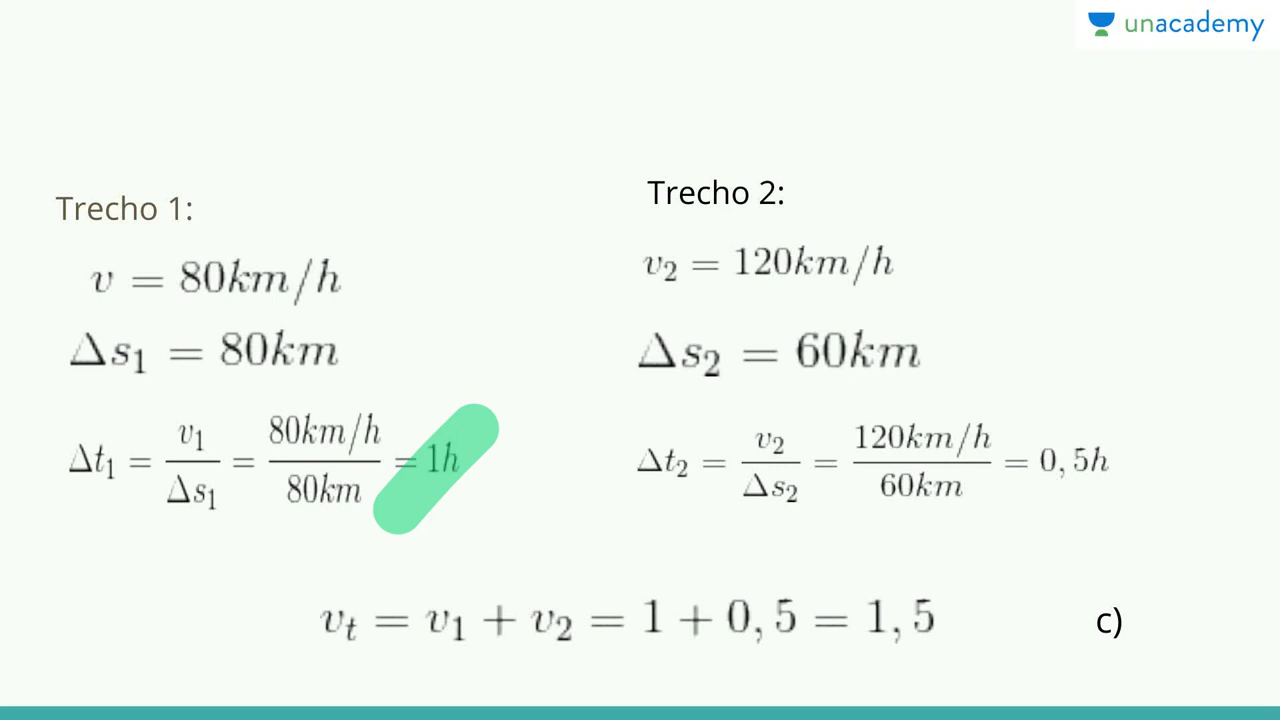 unacademy
Trecho 1:
v = 80km/h
Δs₁ = 80km
Δt₁ = v₁/Δs₁ = 80km/h/80km = 1h
Trecho 2:
v₂ = 120km/h
Δs₂ = 60km
Δt₂ = v₂/Δs₂ = 120km/h/60km = 0,5h
vₜ = v₁ + v₂ = 1 + 0,5 = 1,5
c)